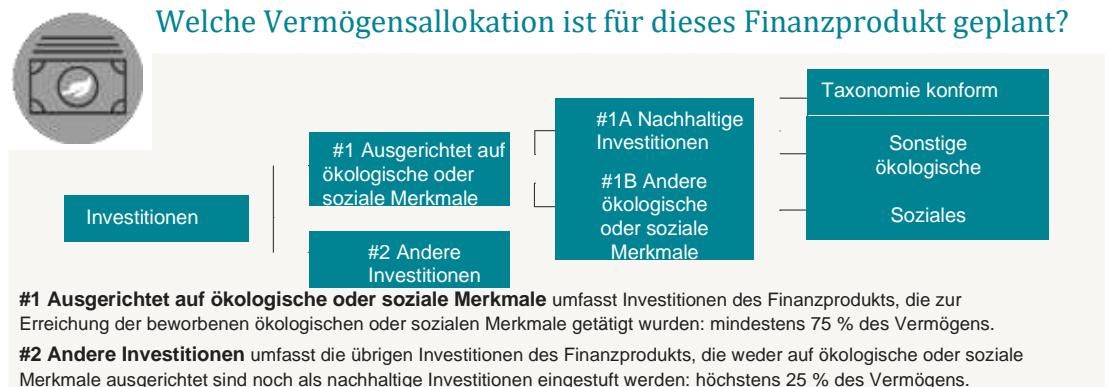 Welche Vermögensallokation ist für dieses Finanzprodukt geplant?
Investitionen
#1 Ausgerichtet auf
ökologische oder
soziale Merkmale
#2 Andere
Investitionen
#1A Nachhaltige
Investitionen
#1B Andere
ökologische
oder soziale
Merkmale
Taxonomie konform
Sonstige
ökologische
Soziales
#1 Ausgerichtet auf ökologische oder soziale Merkmale umfasst Investitionen des Finanzprodukts, die zur
Erreichung der beworbenen ökologischen oder sozialen Merkmale getätigt wurden: mindestens 75 % des Vermögens.
#2 Andere Investitionen umfasst die übrigen Investitionen des Finanzprodukts, die weder auf ökologische oder soziale
Merkmale ausgerichtet sind noch als nachhaltige Investitionen eingestuft werden: höchstens 25 % des Vermögens.